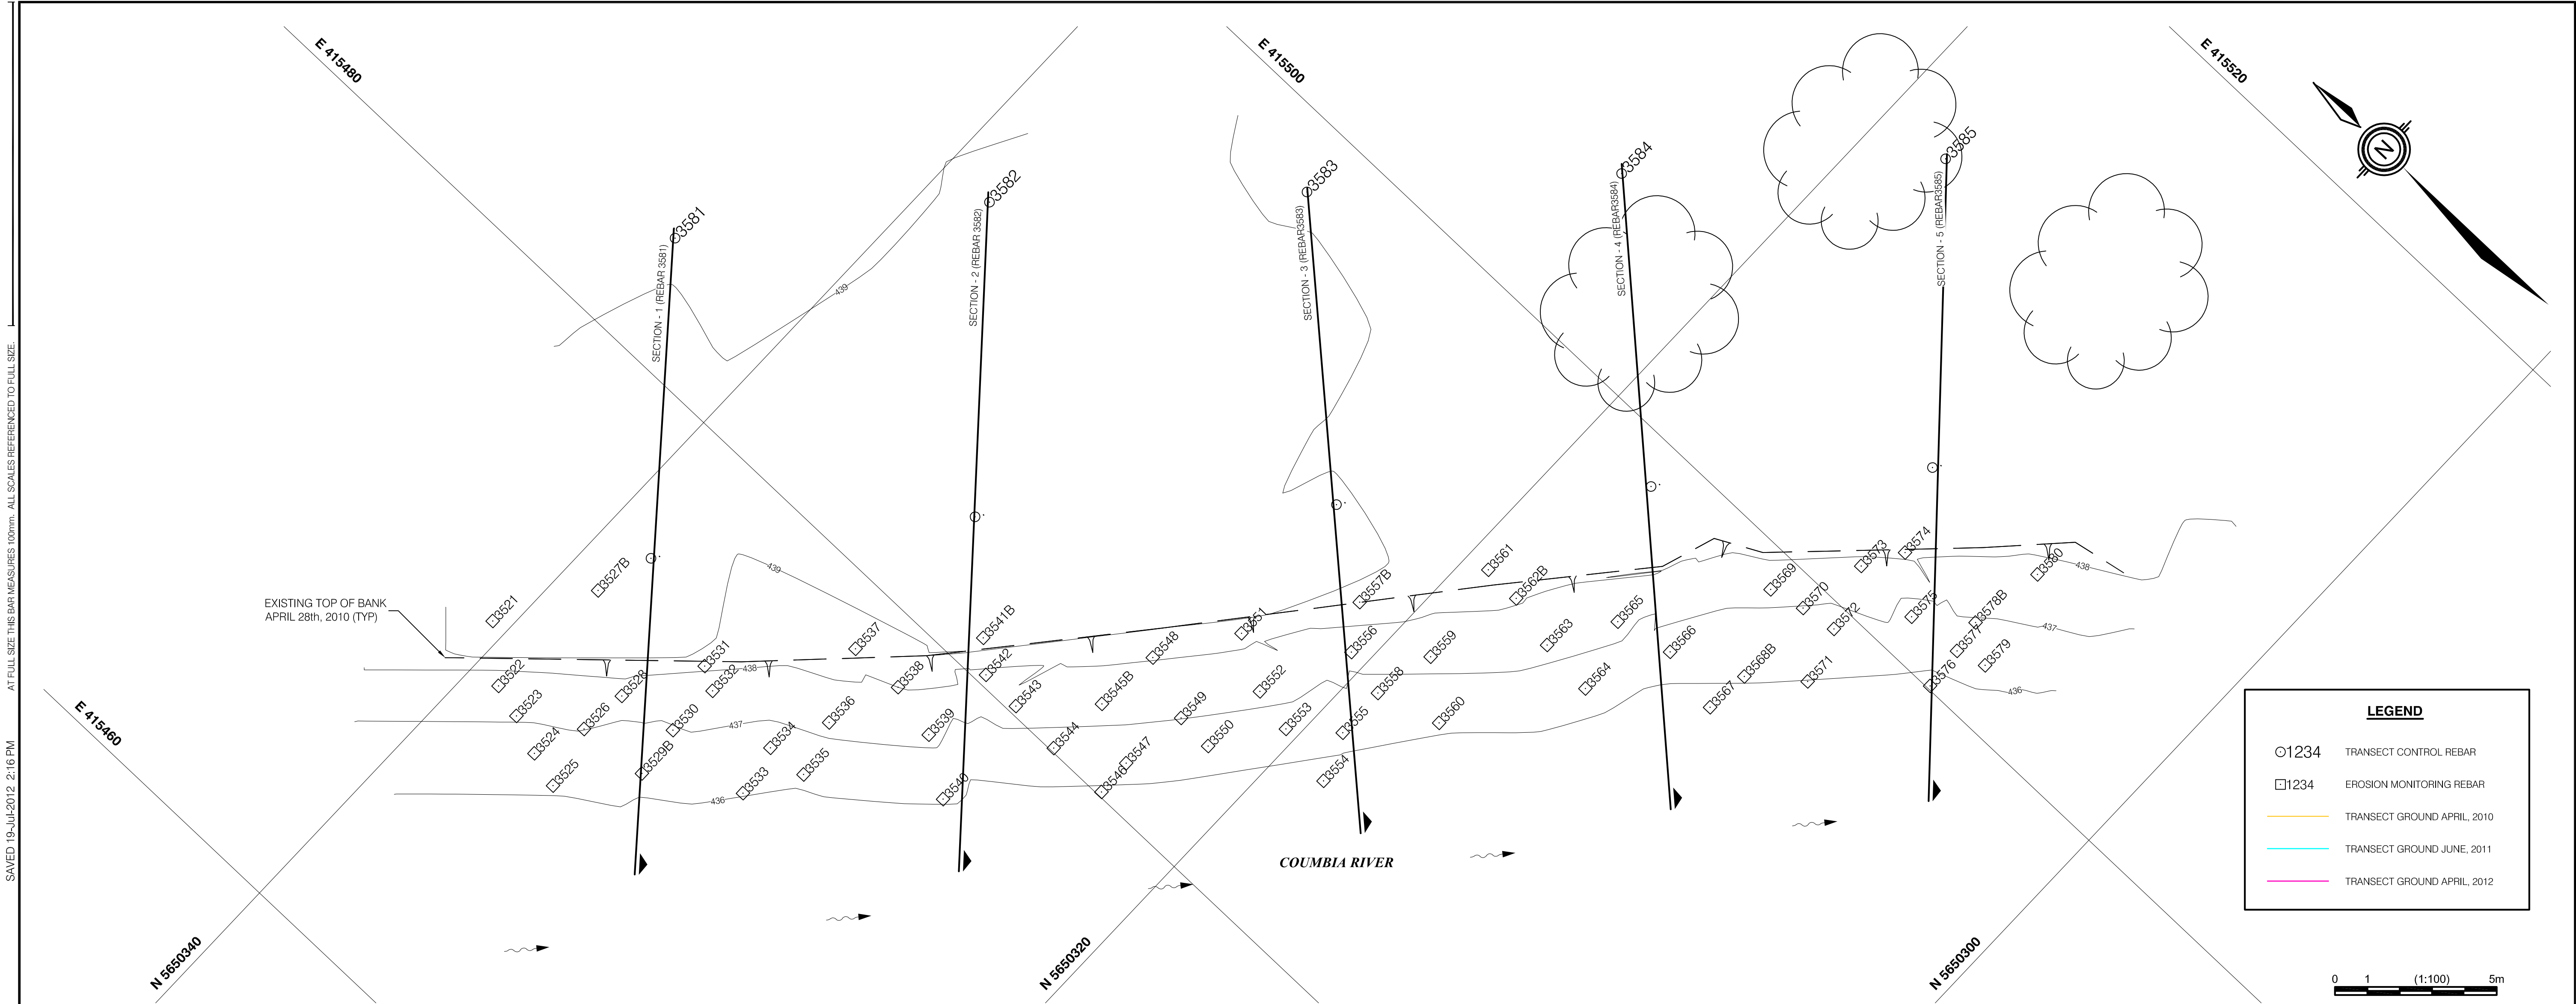 E 415480
E 415500
E 415520
N
3581
3582
3583
3584
3585
SECTION - 1 (REBAR 3581)
SECTION - 2 (REBAR 3582)
SECTION - 3 (REBAR3583)
SECTION - 4 (REBAR3584)
SECTION - 5 (REBAR3585)
439
439
EXISTING TOP OF BANK
APRIL 28th, 2010 (TYP)
3521
3522
3523
3524
3525
3526
3527B
3528
3529B
3530
3531
3532
3533
3534
3535
3536
3537
3538
3539
3540
3541B
3542
3543
3544
3545B
3546
3547
3548
3549
3550
3551
3552
3553
3554
3555
3556
3557B
3558
3559
3560
3561
3562B
3563
3564
3565
3566
3567
3568B
3569
3570
3571
3572
3573
3574
3575
3576
3577
3578B
3579
3580
438
437
436
438
437
436
COUMBIA RIVER
E 415460
N 5650340
N 5650320
N 5650300
LEGEND
1234 TRANSECT CONTROL REBAR
1234 EROSION MONITORING REBAR
TRANSECT GROUND APRIL, 2010
TRANSECT GROUND JUNE, 2011
TRANSECT GROUND APRIL, 2012
0 1 (1:100) 5m
SAVED 19-Jul-2012 2:16 PM AT FULL SIZE THIS BAR MEASURES 100mm. ALL SCALES REFERENCED TO FULL SIZE.